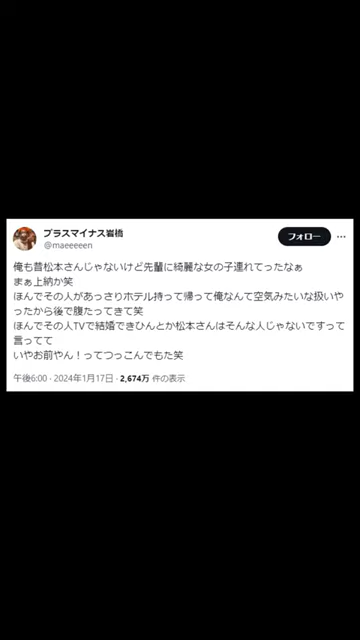 プラスマイナス岩橋
@maeeeeen
フォロー
俺も昔松本さんじゃないけど先輩に綺麗な女の子連れてったなぁ
まぁ上納か笑
ほんでその人があっさりホテル持って帰って俺なんて空気みたいな扱いや
ったから後で腹たってきて笑
ほんでその人TVで結婚できひんとか松本さんはそんな人じゃないですって
言ってて
いやお前やん！ってつっこんでもた笑
午後6:00 · 2024年1月17日 · 2,674万 件の表示